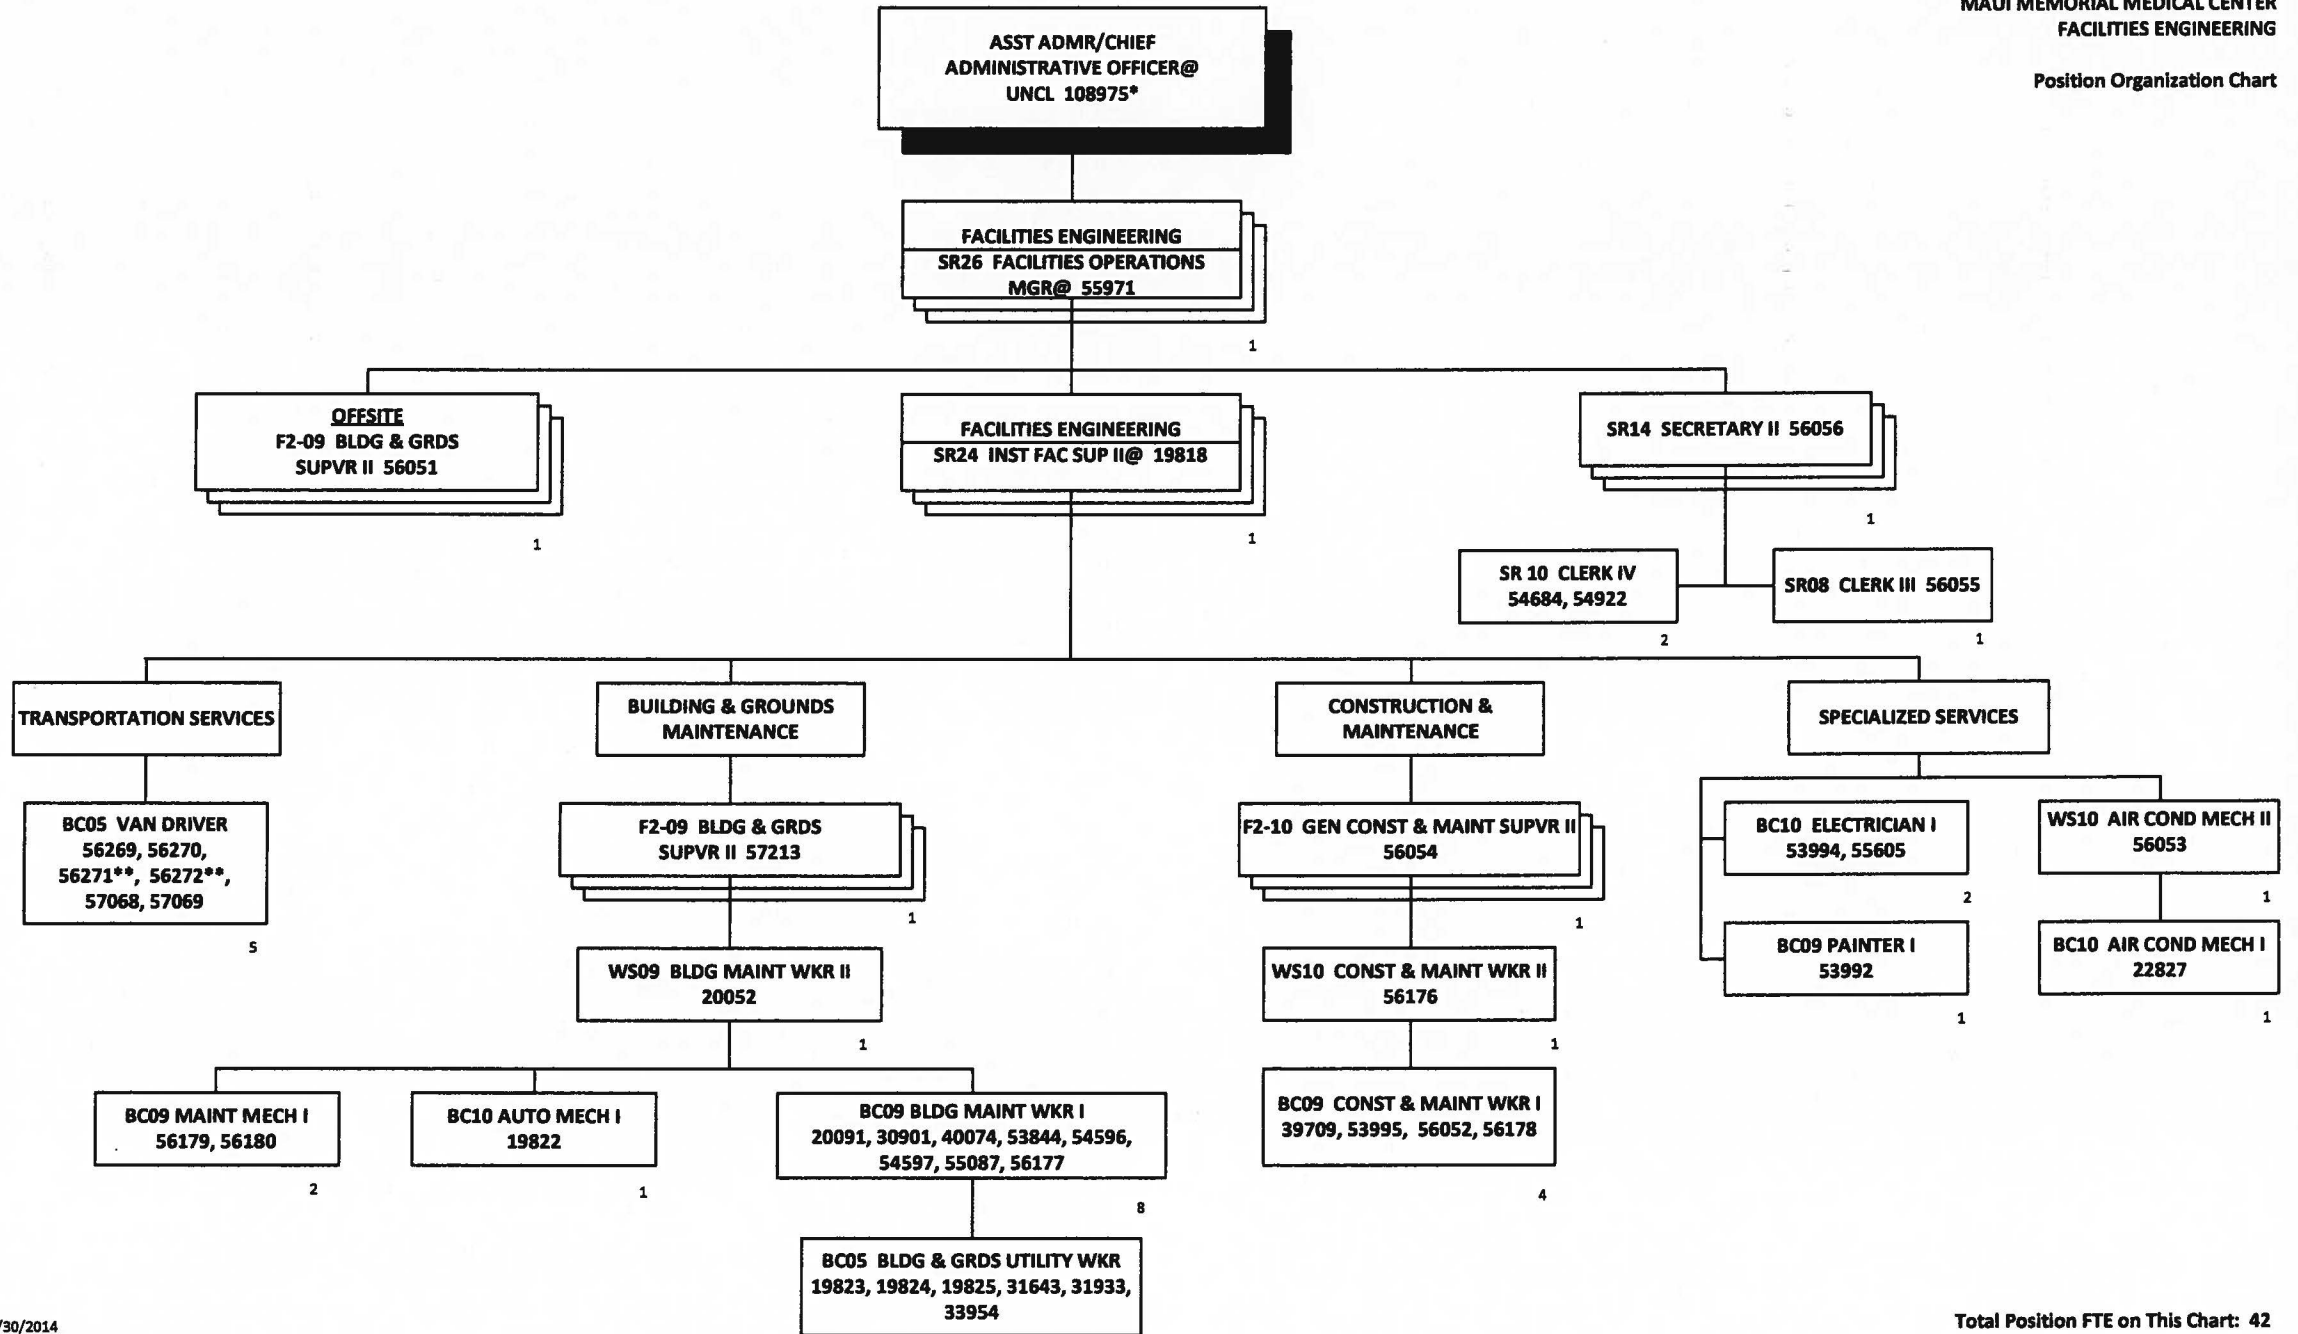 MAUI MEMORIAL MEDICAL CENTER
FACILITIES ENGINEERING
Position Organization Chart
ASST ADMR/CHIEF
ADMINISTRATIVE OFFICER@
UNCL 108975*
FACILITIES ENGINEERING
SR26 FACILITIES OPERATIONS
MGR@ 55971
1
OFFSITE
F2-09 BLDG & GRDS
SUPVR II 56051
1
FACILITIES ENGINEERING
SR24 INST FAC SUP II@ 19818
1
SR14 SECRETARY II 56056
1
SR 10 CLERK IV
54684, 54922
2
SR08 CLERK III 56055
1
TRANSPORTATION SERVICES
BUILDING & GROUNDS
MAINTENANCE
CONSTRUCTION &
MAINTENANCE
SPECIALIZED SERVICES
BC05 VAN DRIVER
56269, 56270,
56271**, 56272**,
57068, 57069
5
F2-09 BLDG & GRDS
SUPVR II 57213
1
F2-10 GEN CONST & MAINT SUPVR II
56054
1
BC10 ELECTRICIAN I
53994, 55605
2
WS10 AIR COND MECH II
56053
1
WS09 BLDG MAINT WKR II
20052
1
WS10 CONST & MAINT WKR II
56176
1
BC09 PAINTER I
53992
1
BC10 AIR COND MECH I
22827
1
BC09 MAINT MECH I
56179, 56180
2
BC10 AUTO MECH I
19822
1
BC09 BLDG MAINT WKR I
20091, 30901, 40074, 53844, 54596,
54597, 55087, 56177
8
BC09 CONST & MAINT WKR I
39709, 53995, 56052, 56178
4
BC05 BLDG & GRDS UTILITY WKR
19823, 19824, 19825, 31643, 31933,
33954
/30/2014
Total Position FTE on This Chart: 42